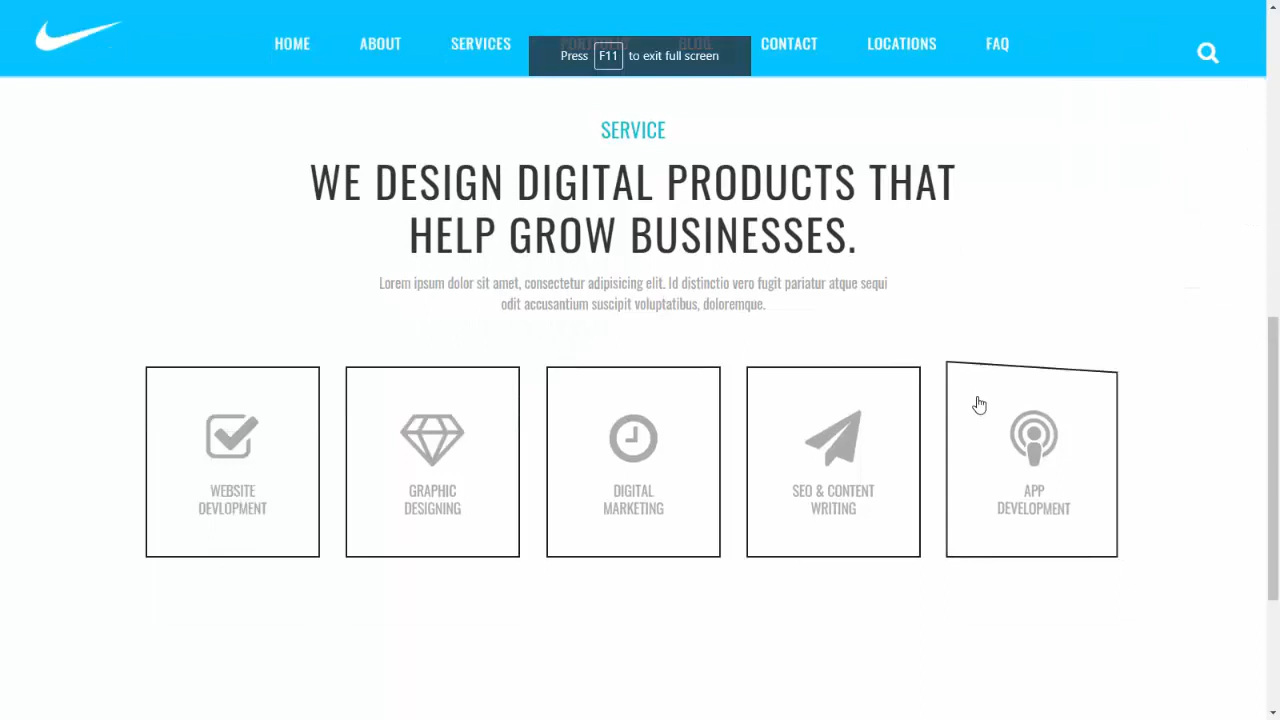 HOME ABOUT SERVICES PORTFOLIO BLOG CONTACT LOCATIONS FAQ
Press F11 to exit full screen
SERVICE
WE DESIGN DIGITAL PRODUCTS THAT
HELP GROW BUSINESSES.
Lorem ipsum dolor sit amet, consectetur adipisicing elit. Id distinctio vero fugit pariatur atque sequi
odit accusantium suscipit voluptatibus, doloremque.
WEBSITE
DEVLOPMENT
GRAPHIC
DESIGNING
DIGITAL
MARKETING
SEO & CONTENT
WRITING
APP
DEVELOPMENT